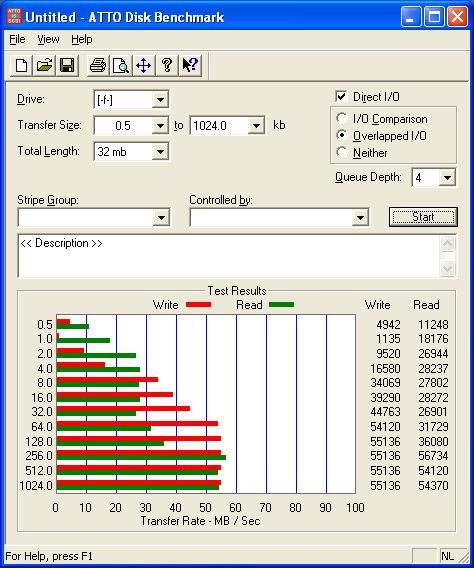 Untitled - ATTO Disk Benchmark
File View Help
Drive: [-f-] Direct I/O
Transfer Size: 0.5 to 1024.0 kb I/O Comparison
Overlapped I/O
Total Length: 32 mb Neither
Queue Depth: 4
Stripe Group: Controlled by: Start
<< Description >>
Test Results
Write Read Write Read
0.5 4942 11248
1.0 1135 18176
2.0 9520 26944
4.0 16580 28237
8.0 34069 27802
16.0 39290 28272
32.0 44763 26901
64.0 54120 31729
128.0 55136 36080
256.0 55136 56734
512.0 55136 54120
1024.0 55136 54370
0 10 20 30 40 50 60 70 80 90 100
Transfer Rate - MB / Sec
For Help, press F1 NL